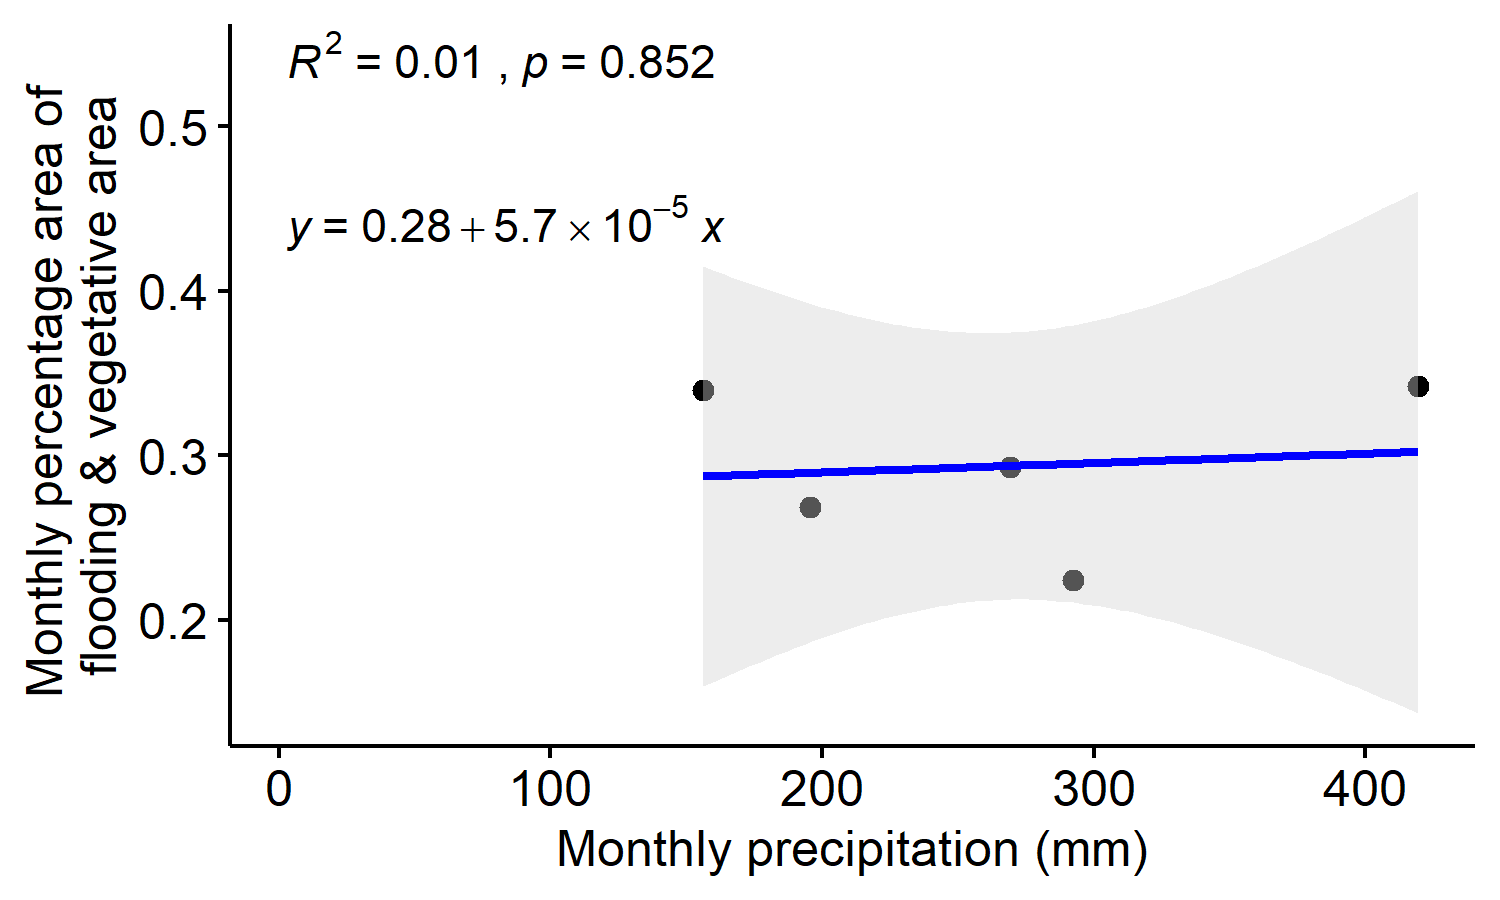 R² = 0.01 , p = 0.852
y = 0.28 + 5.7 × 10⁻⁵ x
Monthly percentage area of
flooding & vegetative area
0.5
0.4
0.3
0.2
0 100 200 300 400
Monthly precipitation (mm)